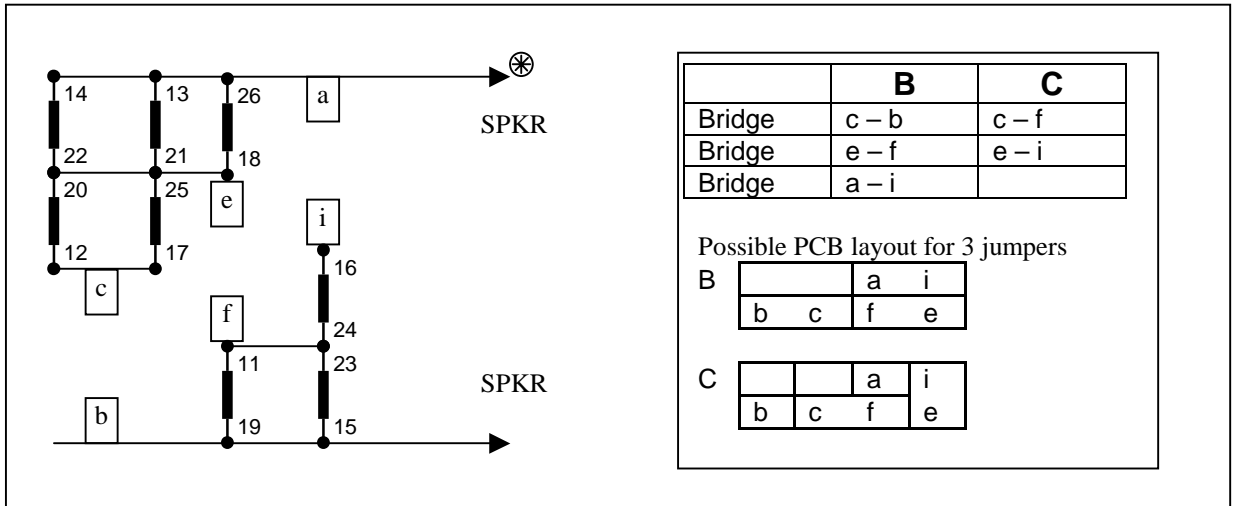 14 13 26 a
SPKR
22 21 18
20 25 e
i
12 17
16
c
f
24
11 23
SPKR
b
19 15
B C
Bridge c – b c – f
Bridge e – f e – i
Bridge a – i
Possible PCB layout for 3 jumpers
B a i
b c f e
C a i
b c f e